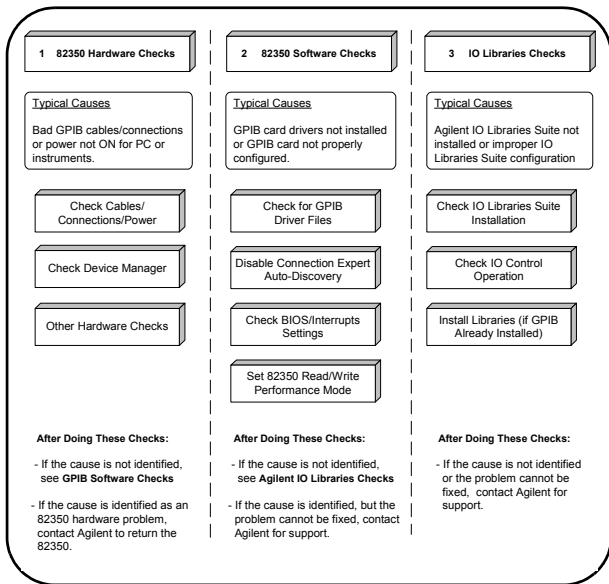 1 82350 Hardware Checks
Typical Causes
Bad GPIB cables/connections
or power not ON for PC or
instruments.
Check Cables/
Connections/Power
Check Device Manager
Other Hardware Checks
After Doing These Checks:
- If the cause is not identified,
see GPIB Software Checks
- If the cause is identified as an
82350 hardware problem,
contact Agilent to return the
82350.
2 82350 Software Checks
Typical Causes
GPIB card drivers not installed
or GPIB card not properly
configured.
Check for GPIB
Driver Files
Disable Connection Expert
Auto-Discovery
Check BIOS/Interrupts
Settings
Set 82350 Read/Write
Performance Mode
After Doing These Checks:
- If the cause is not identified,
see Agilent IO Libraries Checks
- If the cause is identified, but the
problem cannot be fixed, contact
Agilent for support.
3 IO Libraries Checks
Typical Causes
Agilent IO Libraries Suite not
installed or improper IO
Libraries Suite configuration
Check IO Libraries Suite
Installation
Check IO Control
Operation
Install Libraries (if GPIB
Already Installed)
After Doing These Checks:
- If the cause is not identified
or the problem cannot be
fixed, contact Agilent for
support.